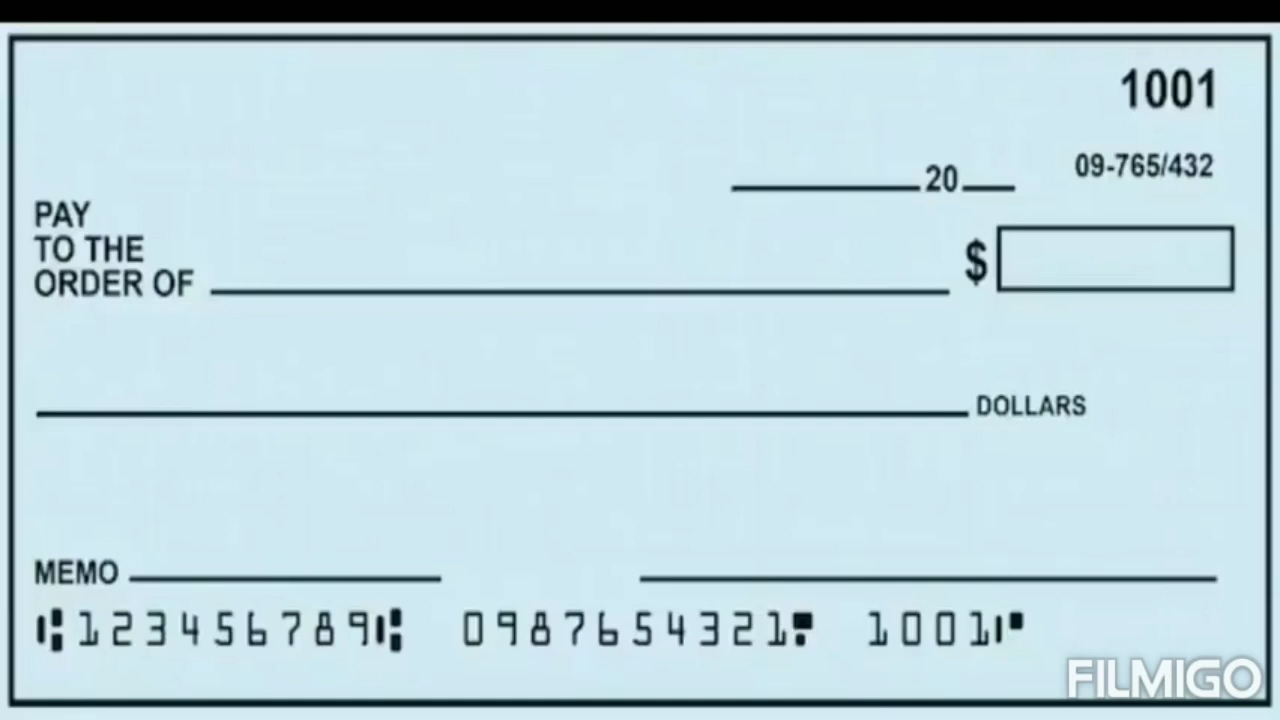 1001
20
09-765/432
PAY
TO THE
ORDER OF
$
DOLLARS
MEMO
⑆123456789⑆ 0987654321⑈ 1001⑈
FILMIGO